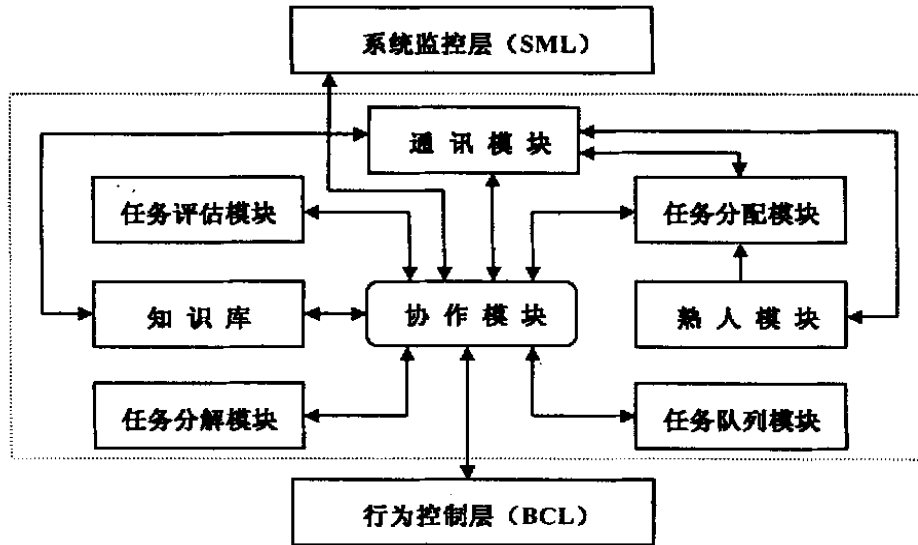 系统监控层（SML）
通 讯 模 块
任务评估模块
任务分配模块
知 识 库
协 作 模 块
熟 人 模 块
任务分解模块
任务队列模块
行为控制层（BCL）